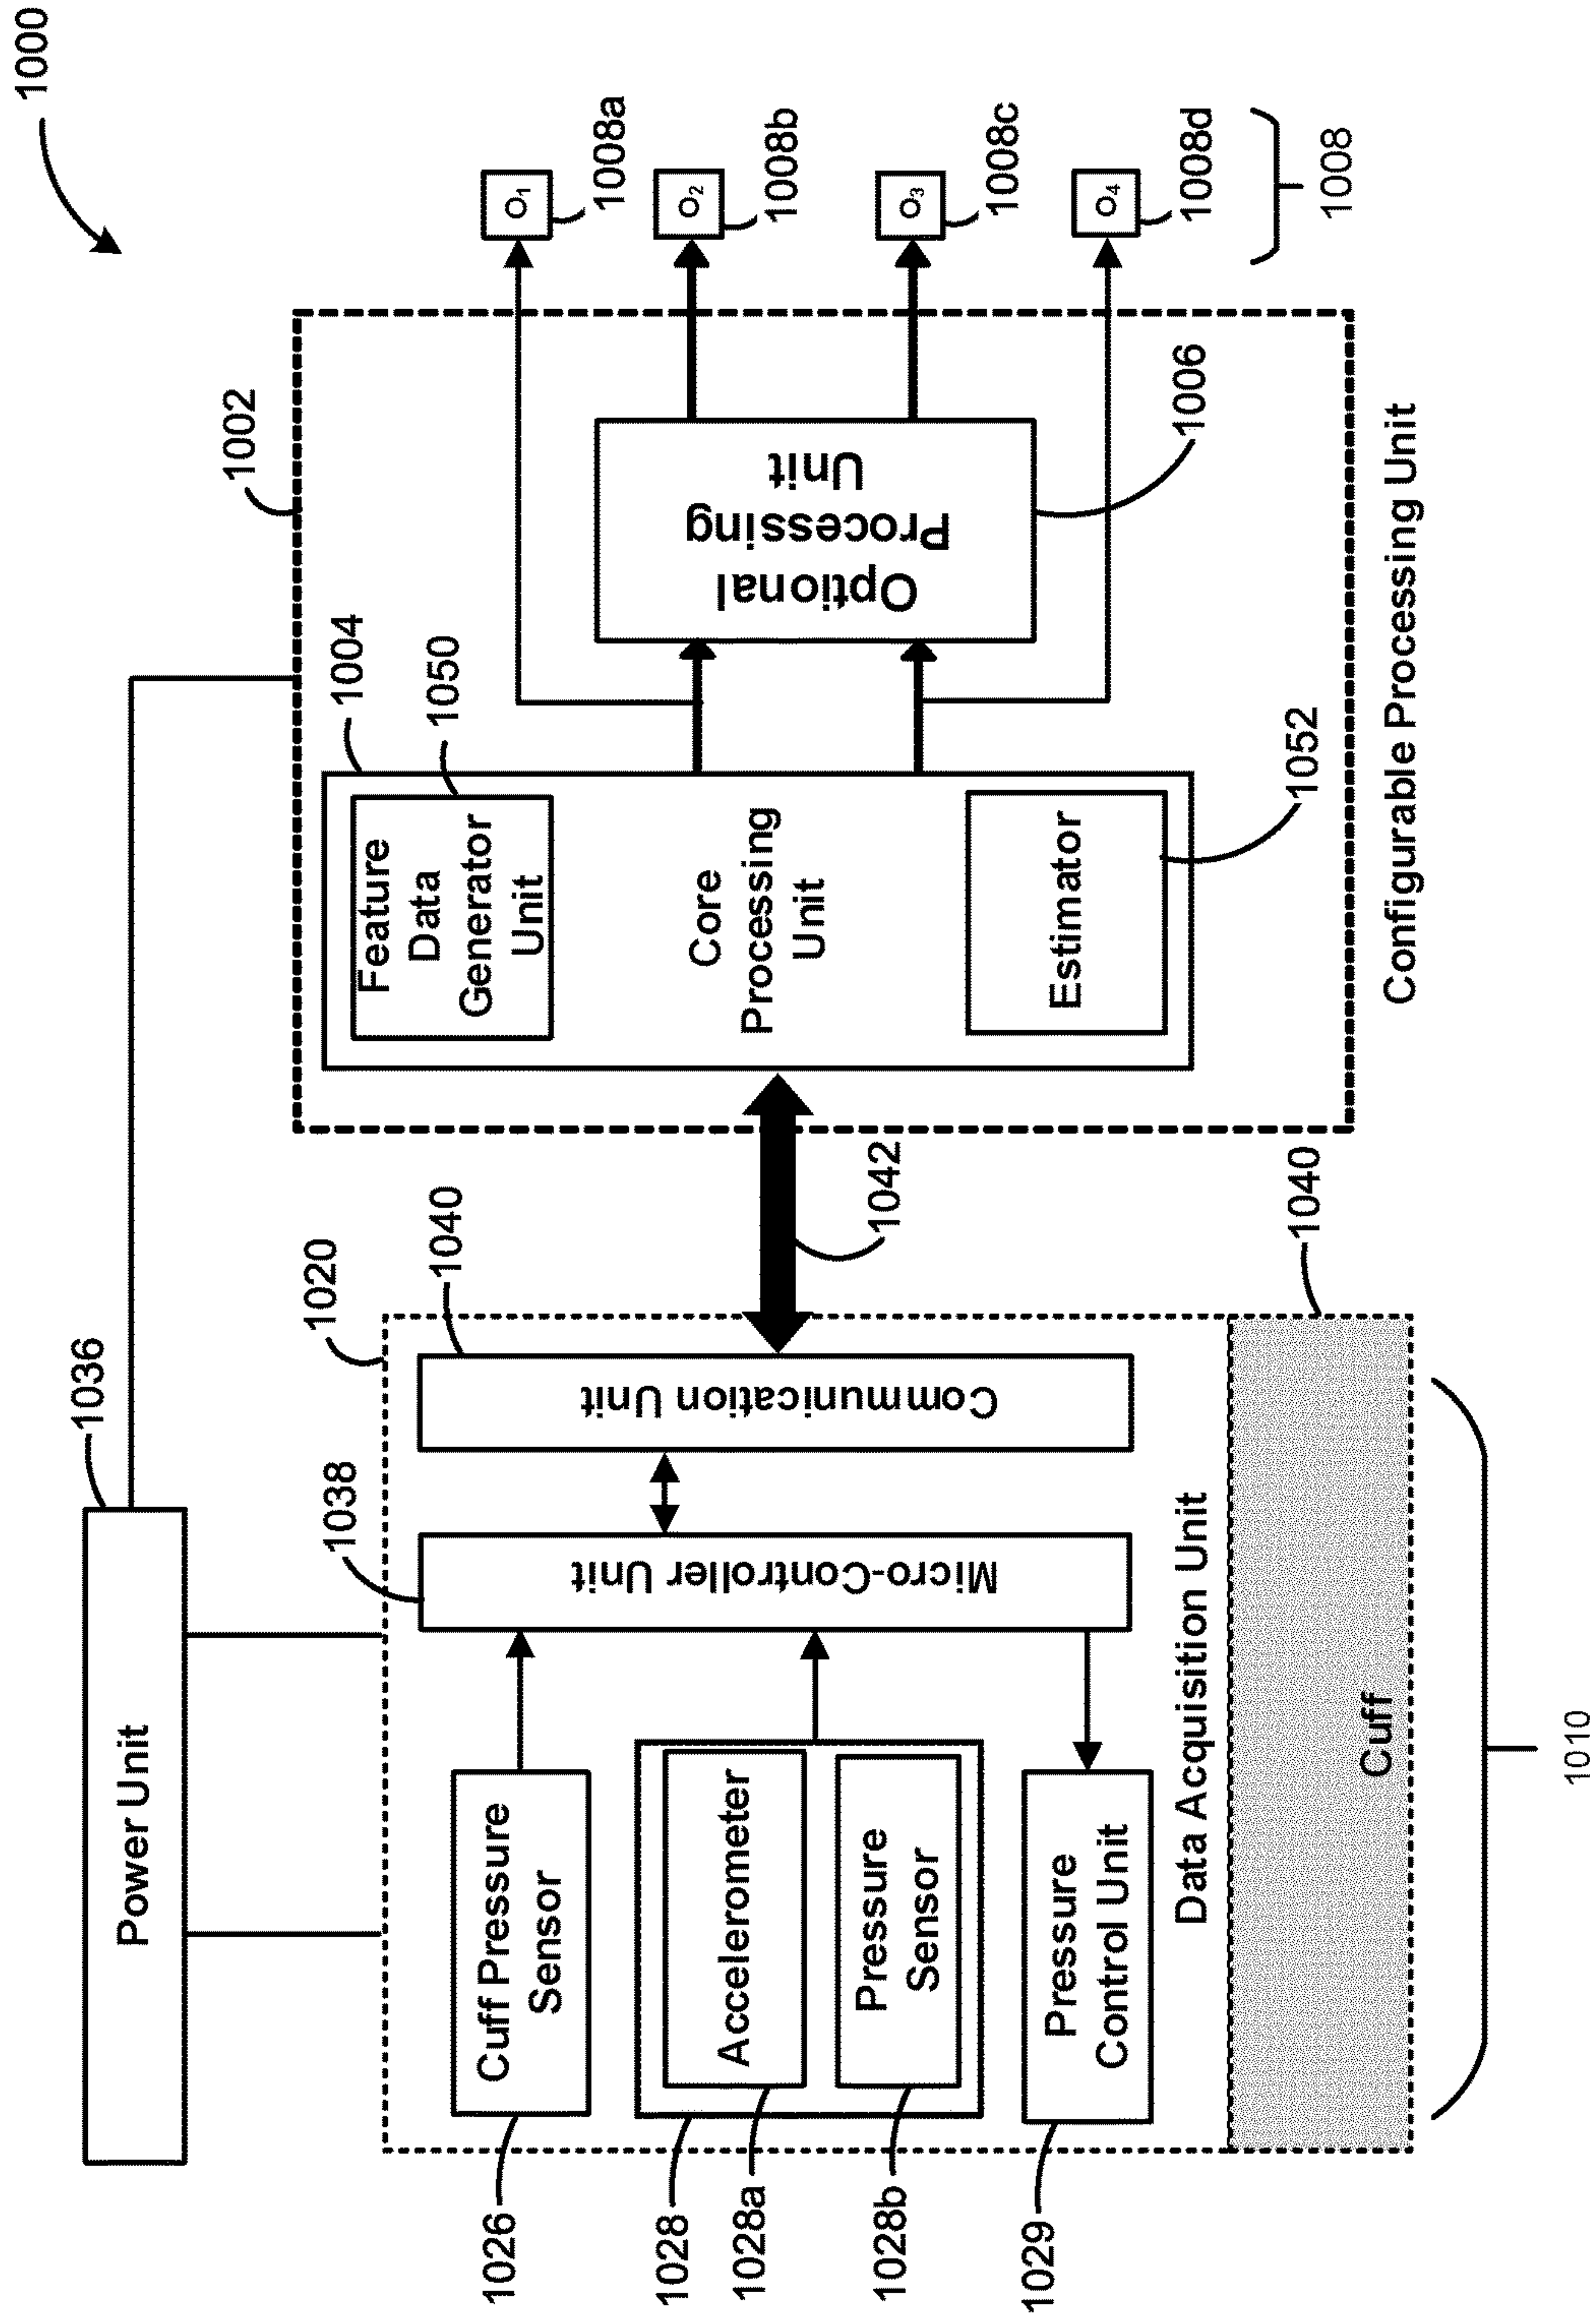 1000
1036
Power Unit
1002
1020
1040
1038
1004
1050
1026
Cuff Pressure
Sensor
1028
1028a
Accelerometer
1028b
Pressure
Sensor
1029
Pressure
Control Unit
Micro-Controller Unit
Communication Unit
Data Acquisition Unit
Cuff
1040
1010
1042
Feature
Data
Generator
Unit
Core
Processing
Unit
Estimator
1052
Optional
Processing
Unit
1006
Configurable Processing Unit
O1
1008a
O2
1008b
O3
1008c
O4
1008d
1008